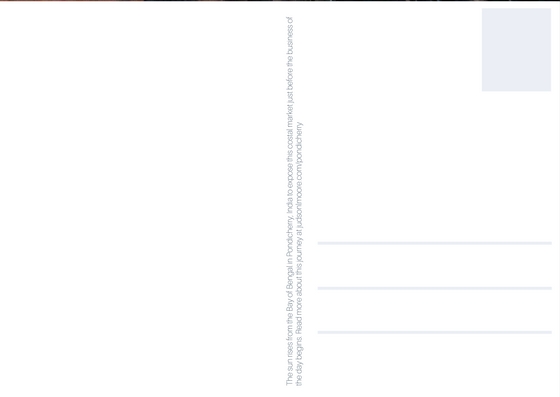 The sun rises from the Bay of Bengal in Pondicherry, India to expose this costal market just before the business of
the day begins. Read more about this journey at judsonlmoore.com/pondicherry